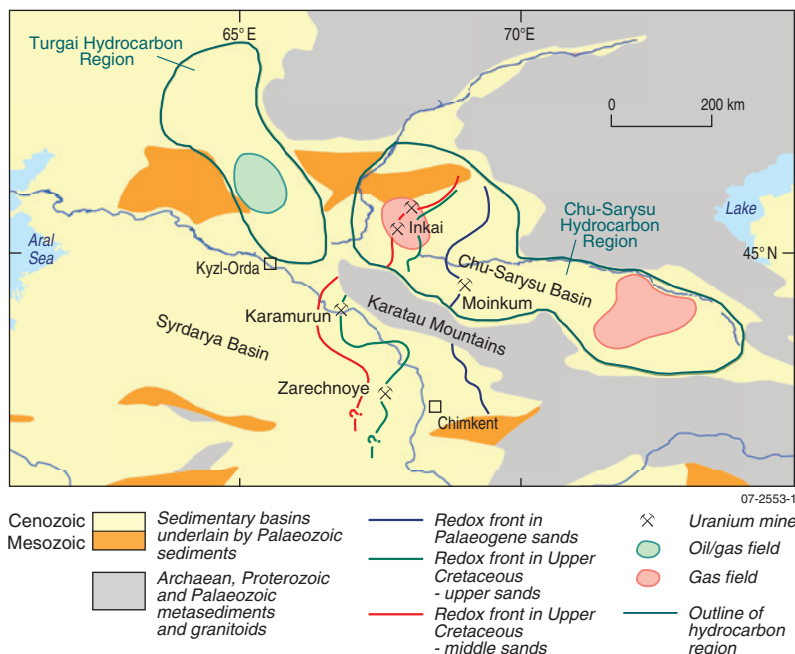 65°E
70°E
Turgai Hydrocarbon
Region
0
200 km
Chu-Sarysu
Hydrocarbon
Region
Lake
Inkai
Aral
Sea
45°N
Kyzl-Orda
Chu-Sarysu Basin
Moinkum
Karamurun
Karatau Mountains
Syrdarya Basin
Zarechnoye
Chimkent
?
?
07-2553-1
Cenozoic
Mesozoic
Sedimentary basins
underlain by Palaeozoic
sediments
Archaean, Proterozoic
and Palaeozoic
metasediments
and granitoids
Redox front in
Palaeogene sands
Redox front in Upper
Cretaceous
- upper sands
Redox front in Upper
Cretaceous
- middle sands
Uranium mine
Oil/gas field
Gas field
Outline of
hydrocarbon
region